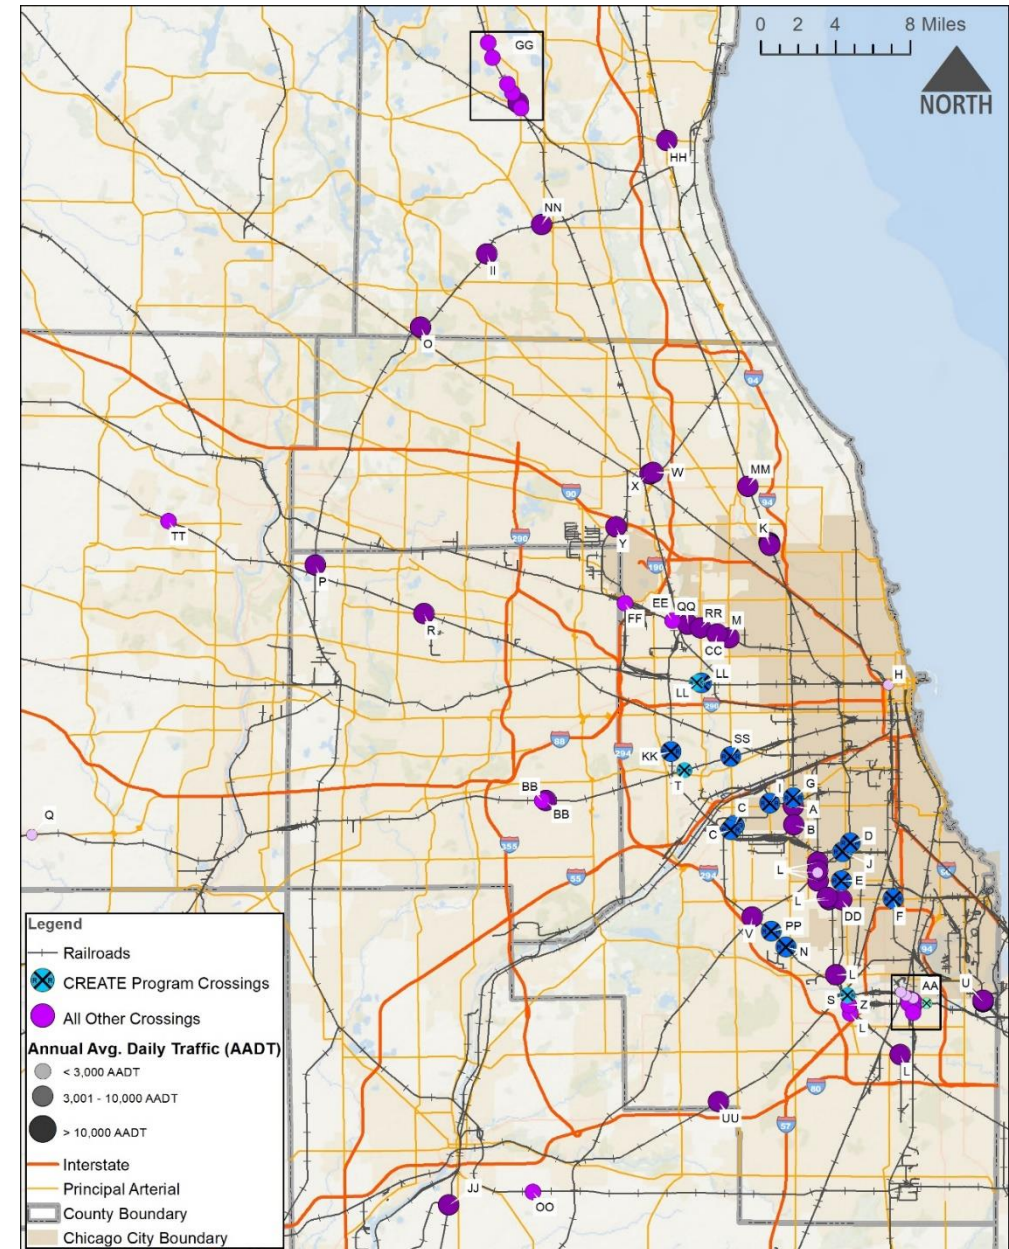 0 2 4 8 Miles
NORTH
GG
HH
NN
II
O
94
X
W
MM
90
94
K
TT
290
Y
190
P
EE
QQ
RR
M
FF
R
CC
H
LL
LL
290
SS
88
294
KK
T
BB
BB
I
G
Q
C
A
C
B
D
355
L
J
55
294
E
L
DD
F
V
PP
N
94
L
AA
U
S
Z
L
L
80
UU
57
JJ
OO
Legend
Railroads
CREATE Program Crossings
All Other Crossings
Annual Avg. Daily Traffic (AADT)
< 3,000 AADT
3,001 - 10,000 AADT
> 10,000 AADT
Interstate
Principal Arterial
County Boundary
Chicago City Boundary